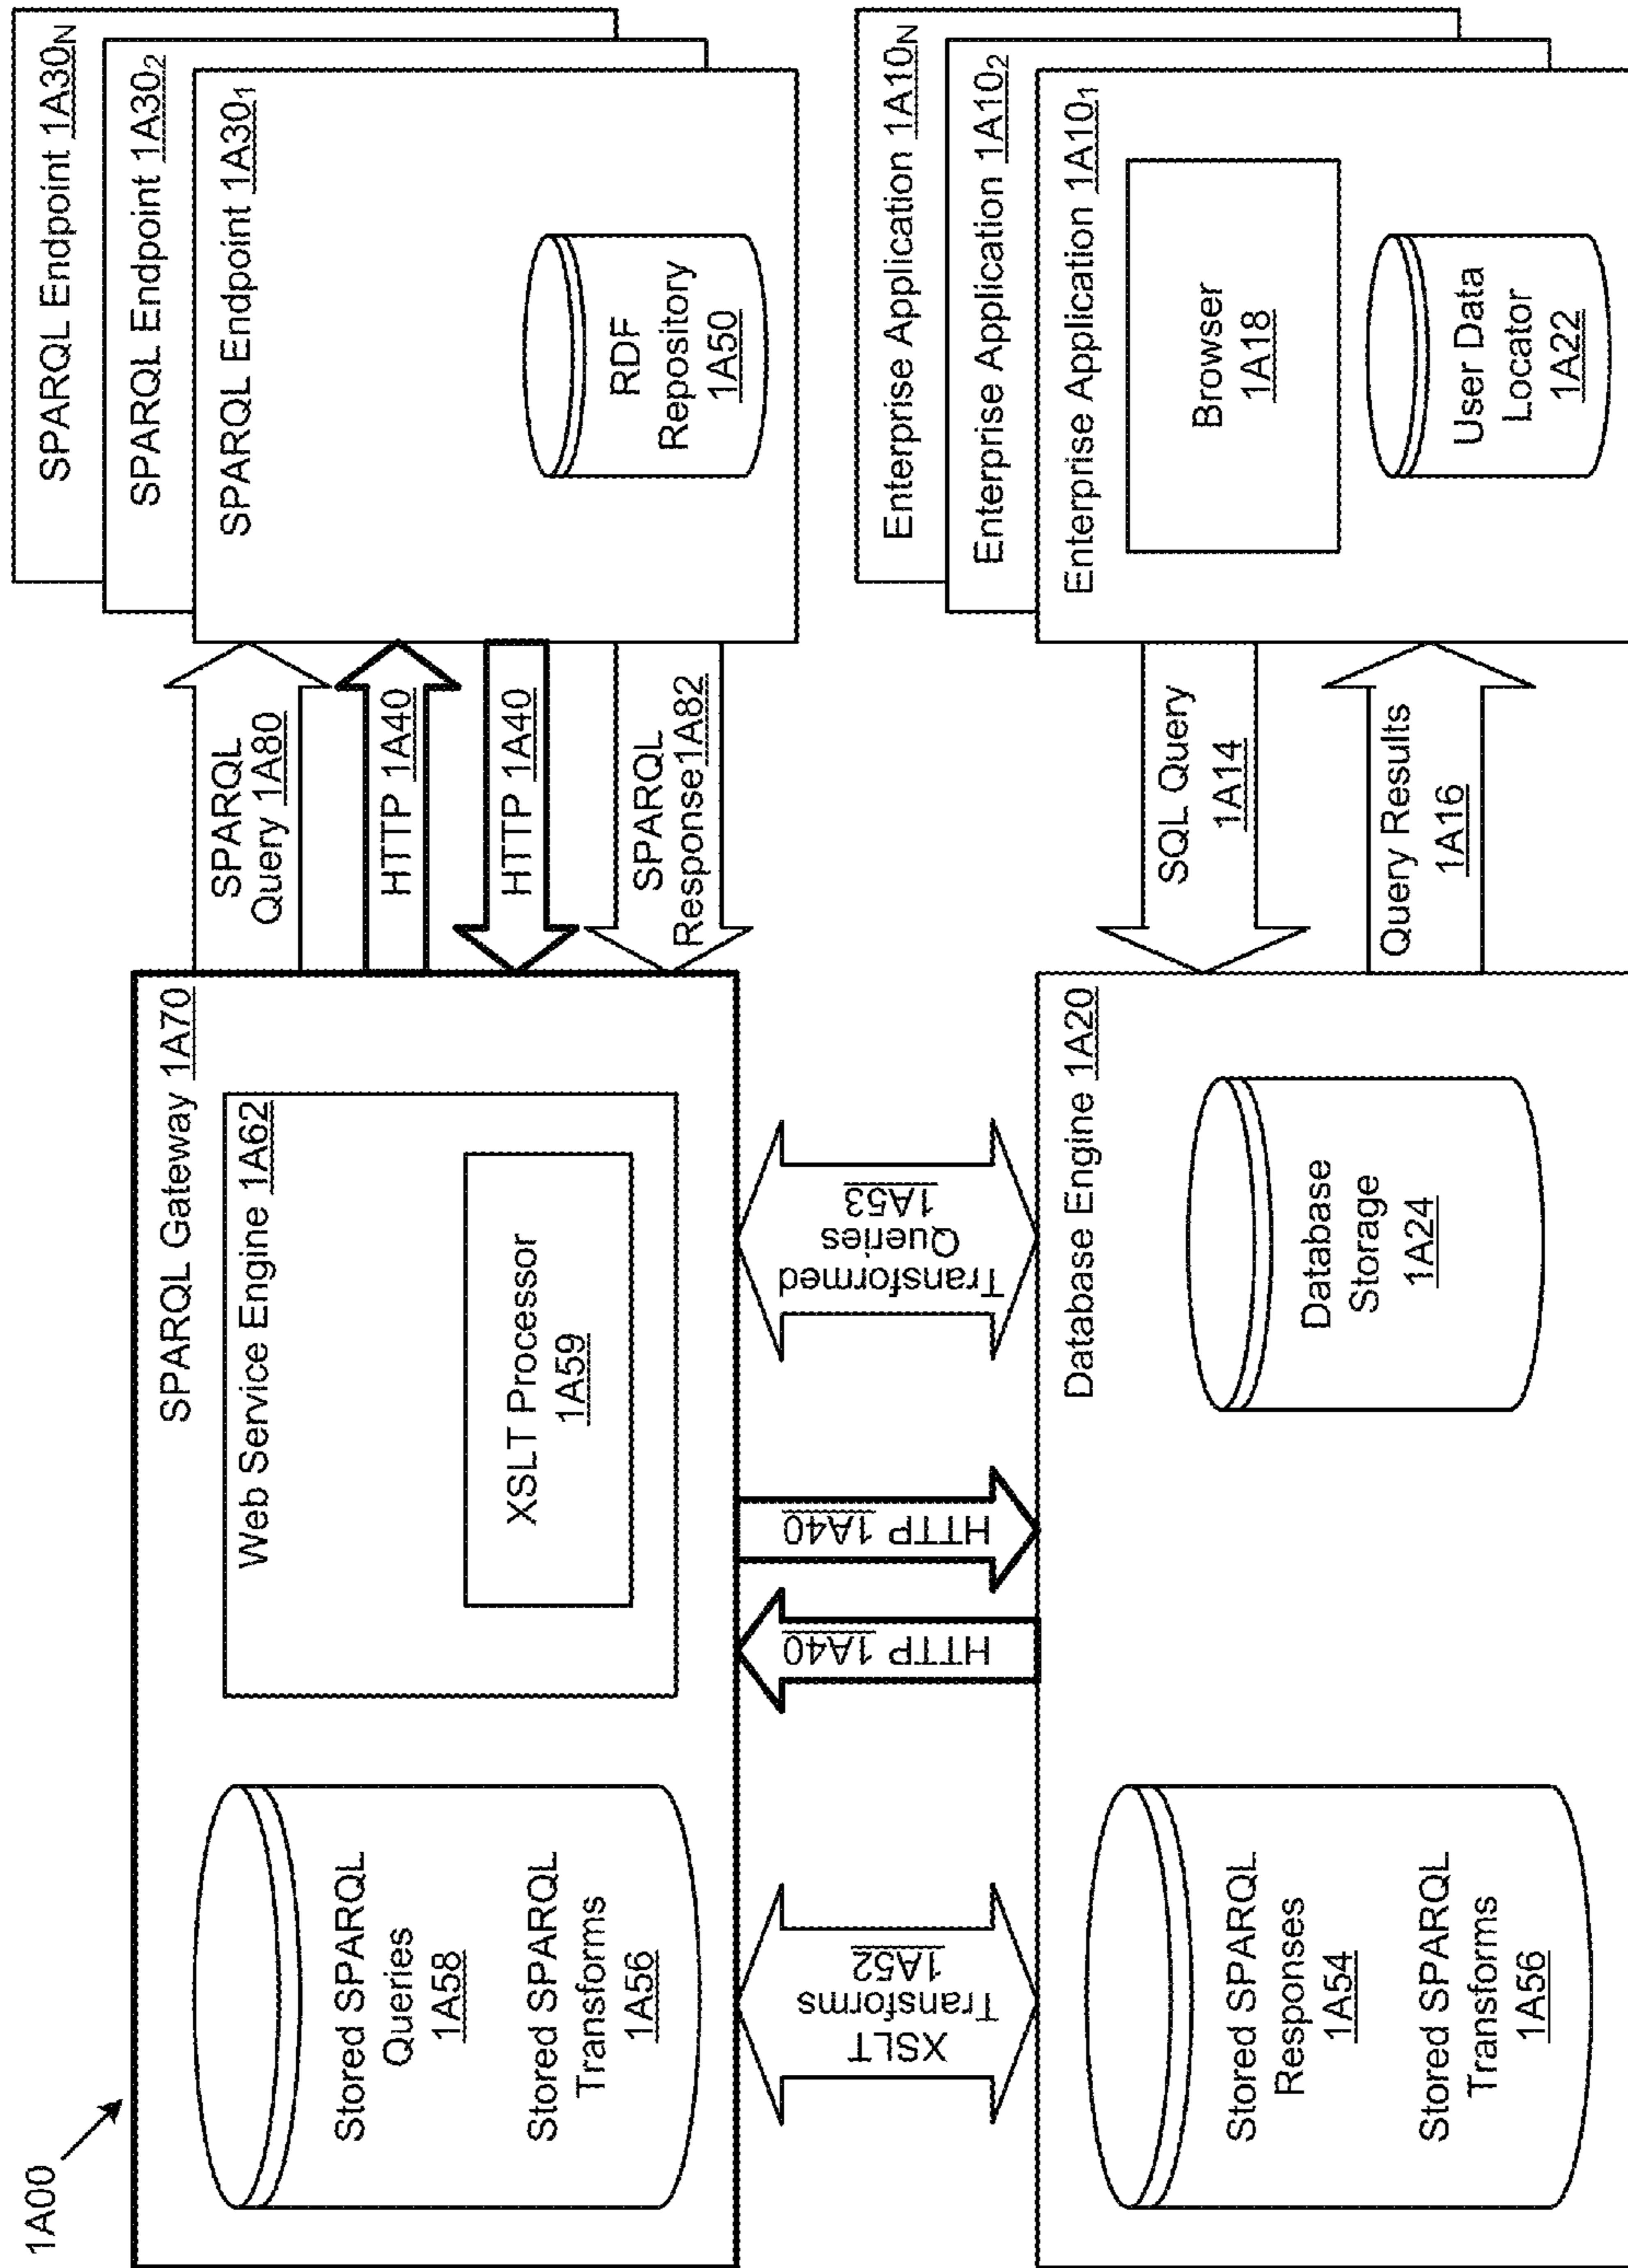 1A00
SPARQL Gateway 1A70
Stored SPARQL
Queries
1A58
Stored SPARQL
Transforms
1A56
Web Service Engine 1A62
XSLT Processor
1A59
SPARQL
Query 1A80
HTTP 1A40
HTTP 1A40
SPARQL
Response1A82
SPARQL Endpoint 1A30N
SPARQL Endpoint 1A302
SPARQL Endpoint 1A301
RDF
Repository
1A50
XSLT
Transforms
1A52
HTTP 1A40
HTTP 1A40
Transformed
Queries
1A53
Database Engine 1A20
Stored SPARQL
Responses
1A54
Stored SPARQL
Transforms
1A56
Database
Storage
1A24
SQL Query
1A14
Query Results
1A16
Enterprise Application 1A10N
Enterprise Application 1A102
Enterprise Application 1A101
Browser
1A18
User Data
Locator
1A22